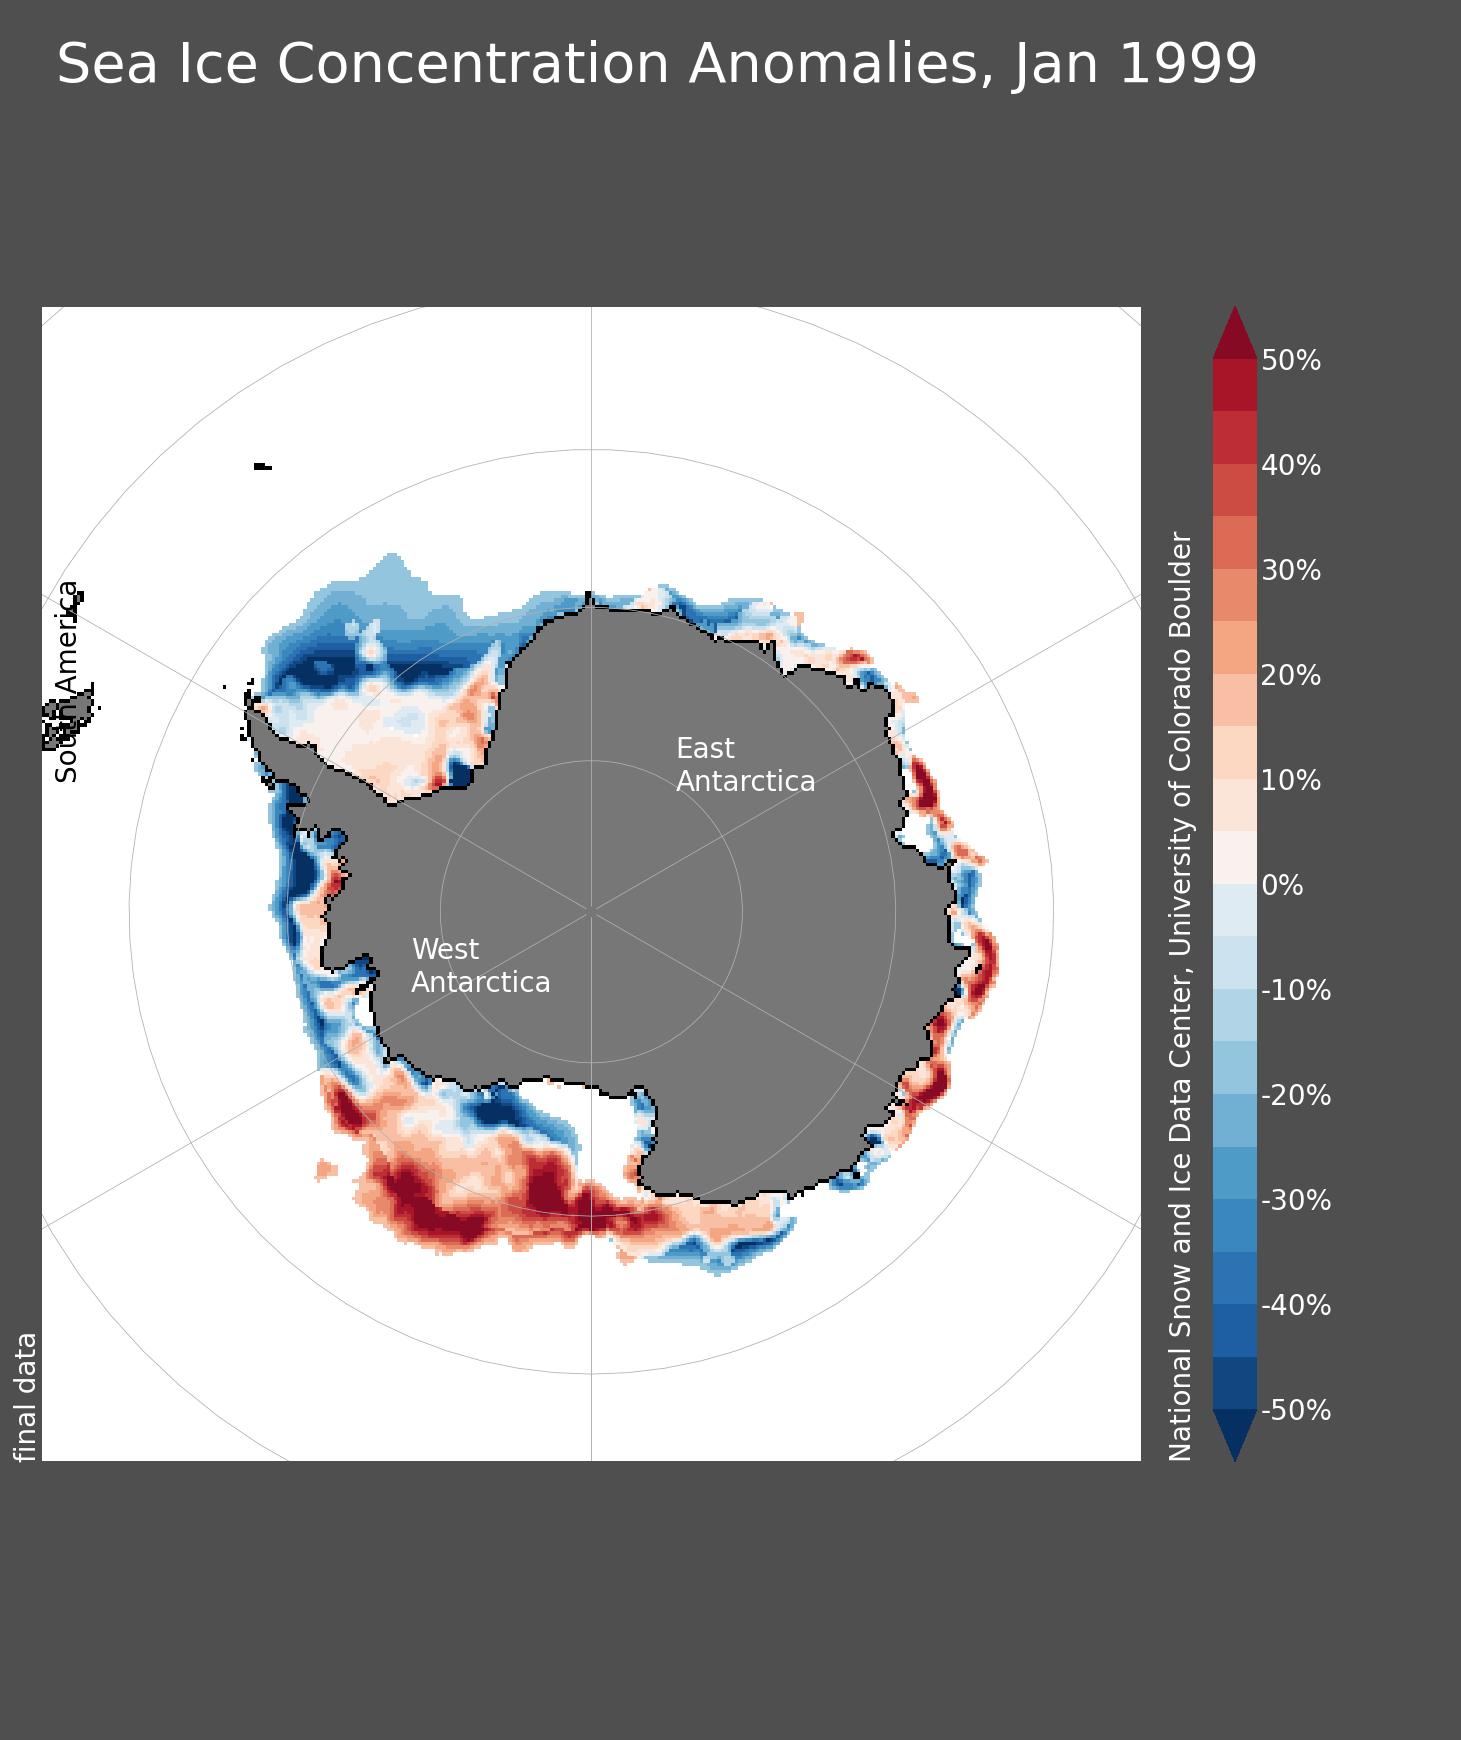 Sea Ice Concentration Anomalies, Jan 1999
South America
East
Antarctica
West
Antarctica
final data
National Snow and Ice Data Center, University of Colorado Boulder
50%
40%
30%
20%
10%
0%
-10%
-20%
-30%
-40%
-50%